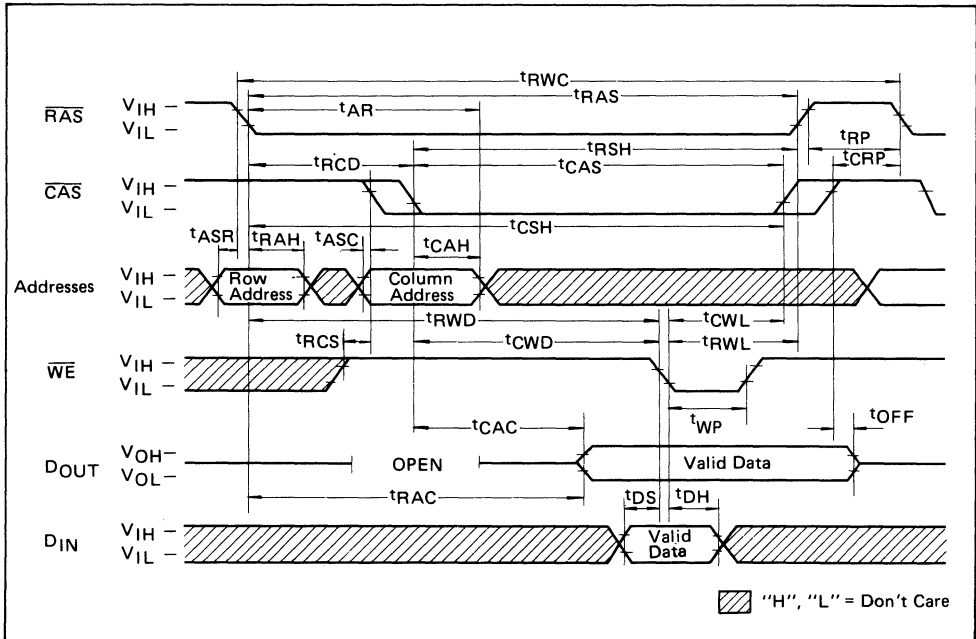 tRWC
tRAS
tAR
RAS
VIH
VIL
tRP
tRSH
tCRP
tRCD
tCAS
CAS
VIH
VIL
tCSH
tASR
tRAH
tASC
tCAH
Addresses
VIH
VIL
Row
Address
Column
Address
tRWD
tCWL
tRCS
tCWD
tRWL
WE
VIH
VIL
tWP
tCAC
tOFF
DOUT
VOH
VOL
OPEN
Valid Data
tRAC
tDS
tDH
DIN
VIH
VIL
Valid
Data
"H", "L" = Don't Care